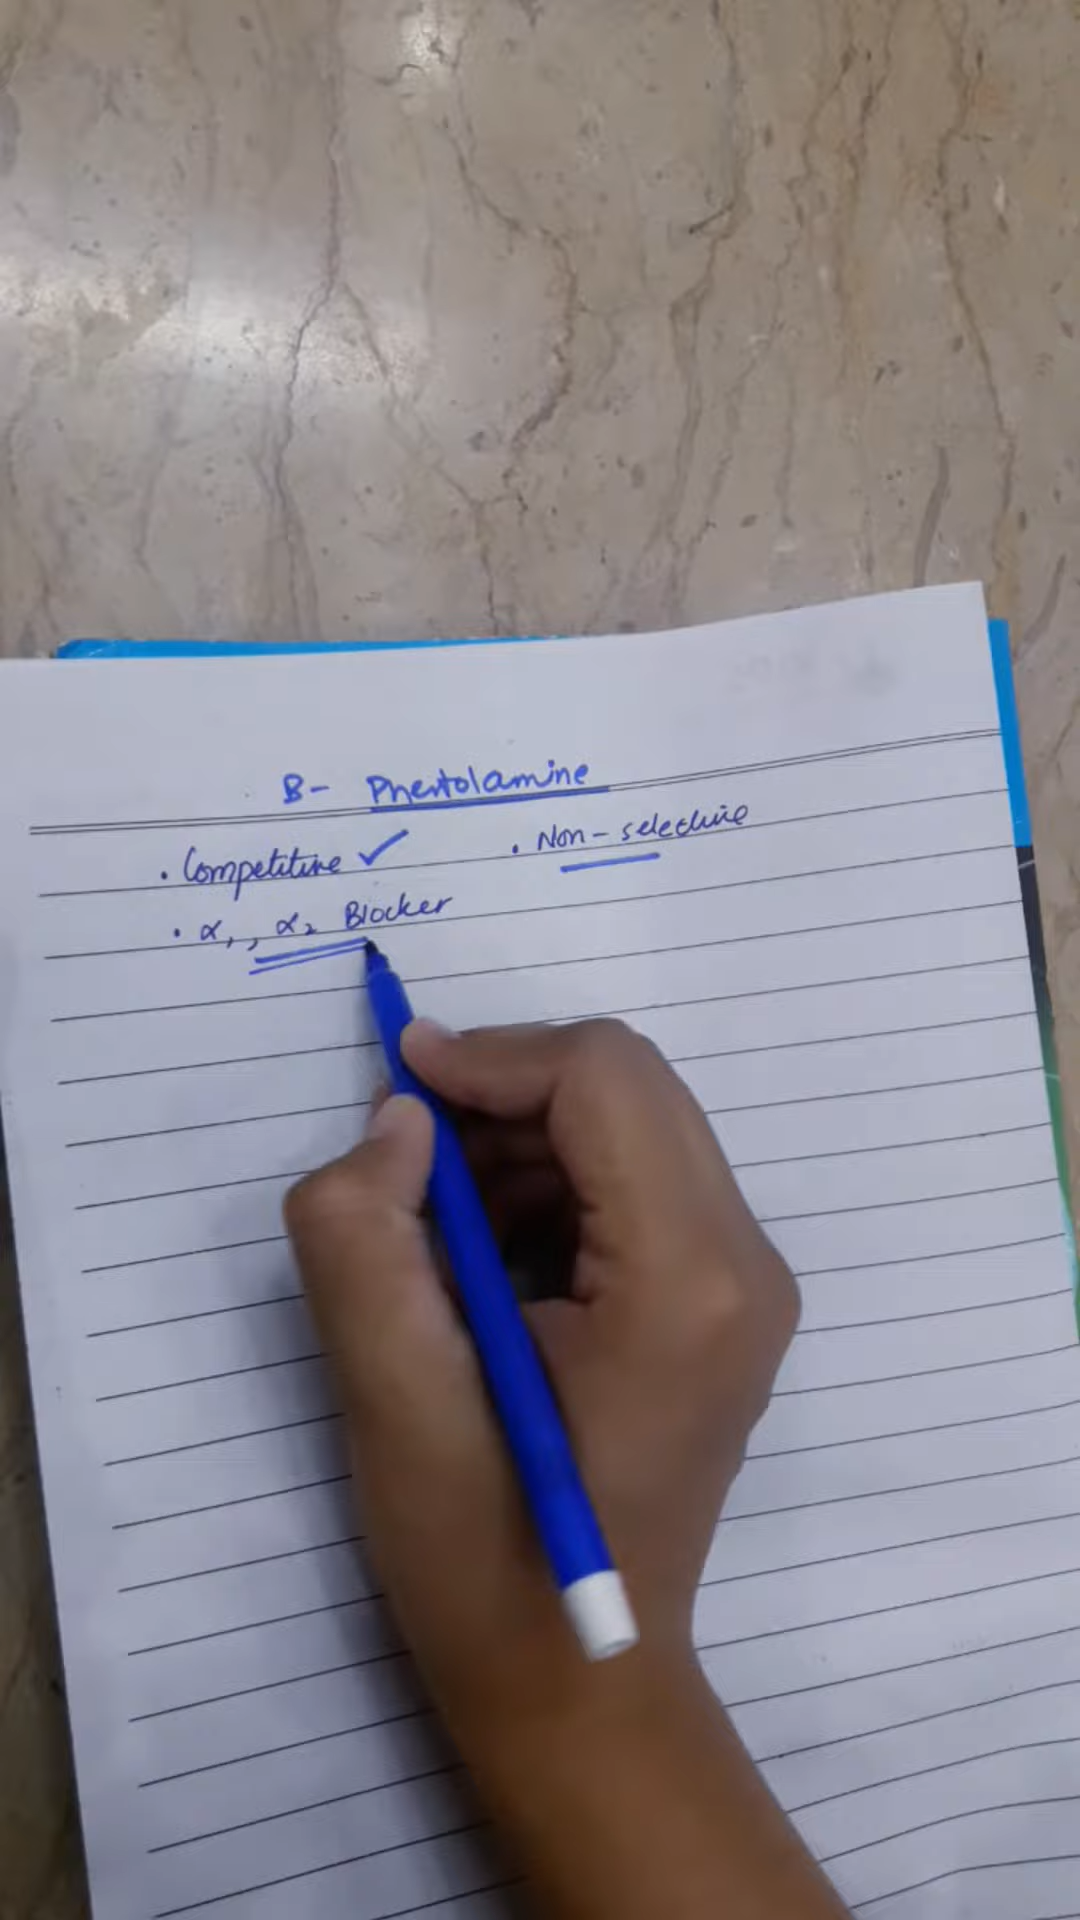 B- Phentolamine
• Competitive ✓ • Non-selective
• α₁, α₂ Blocker